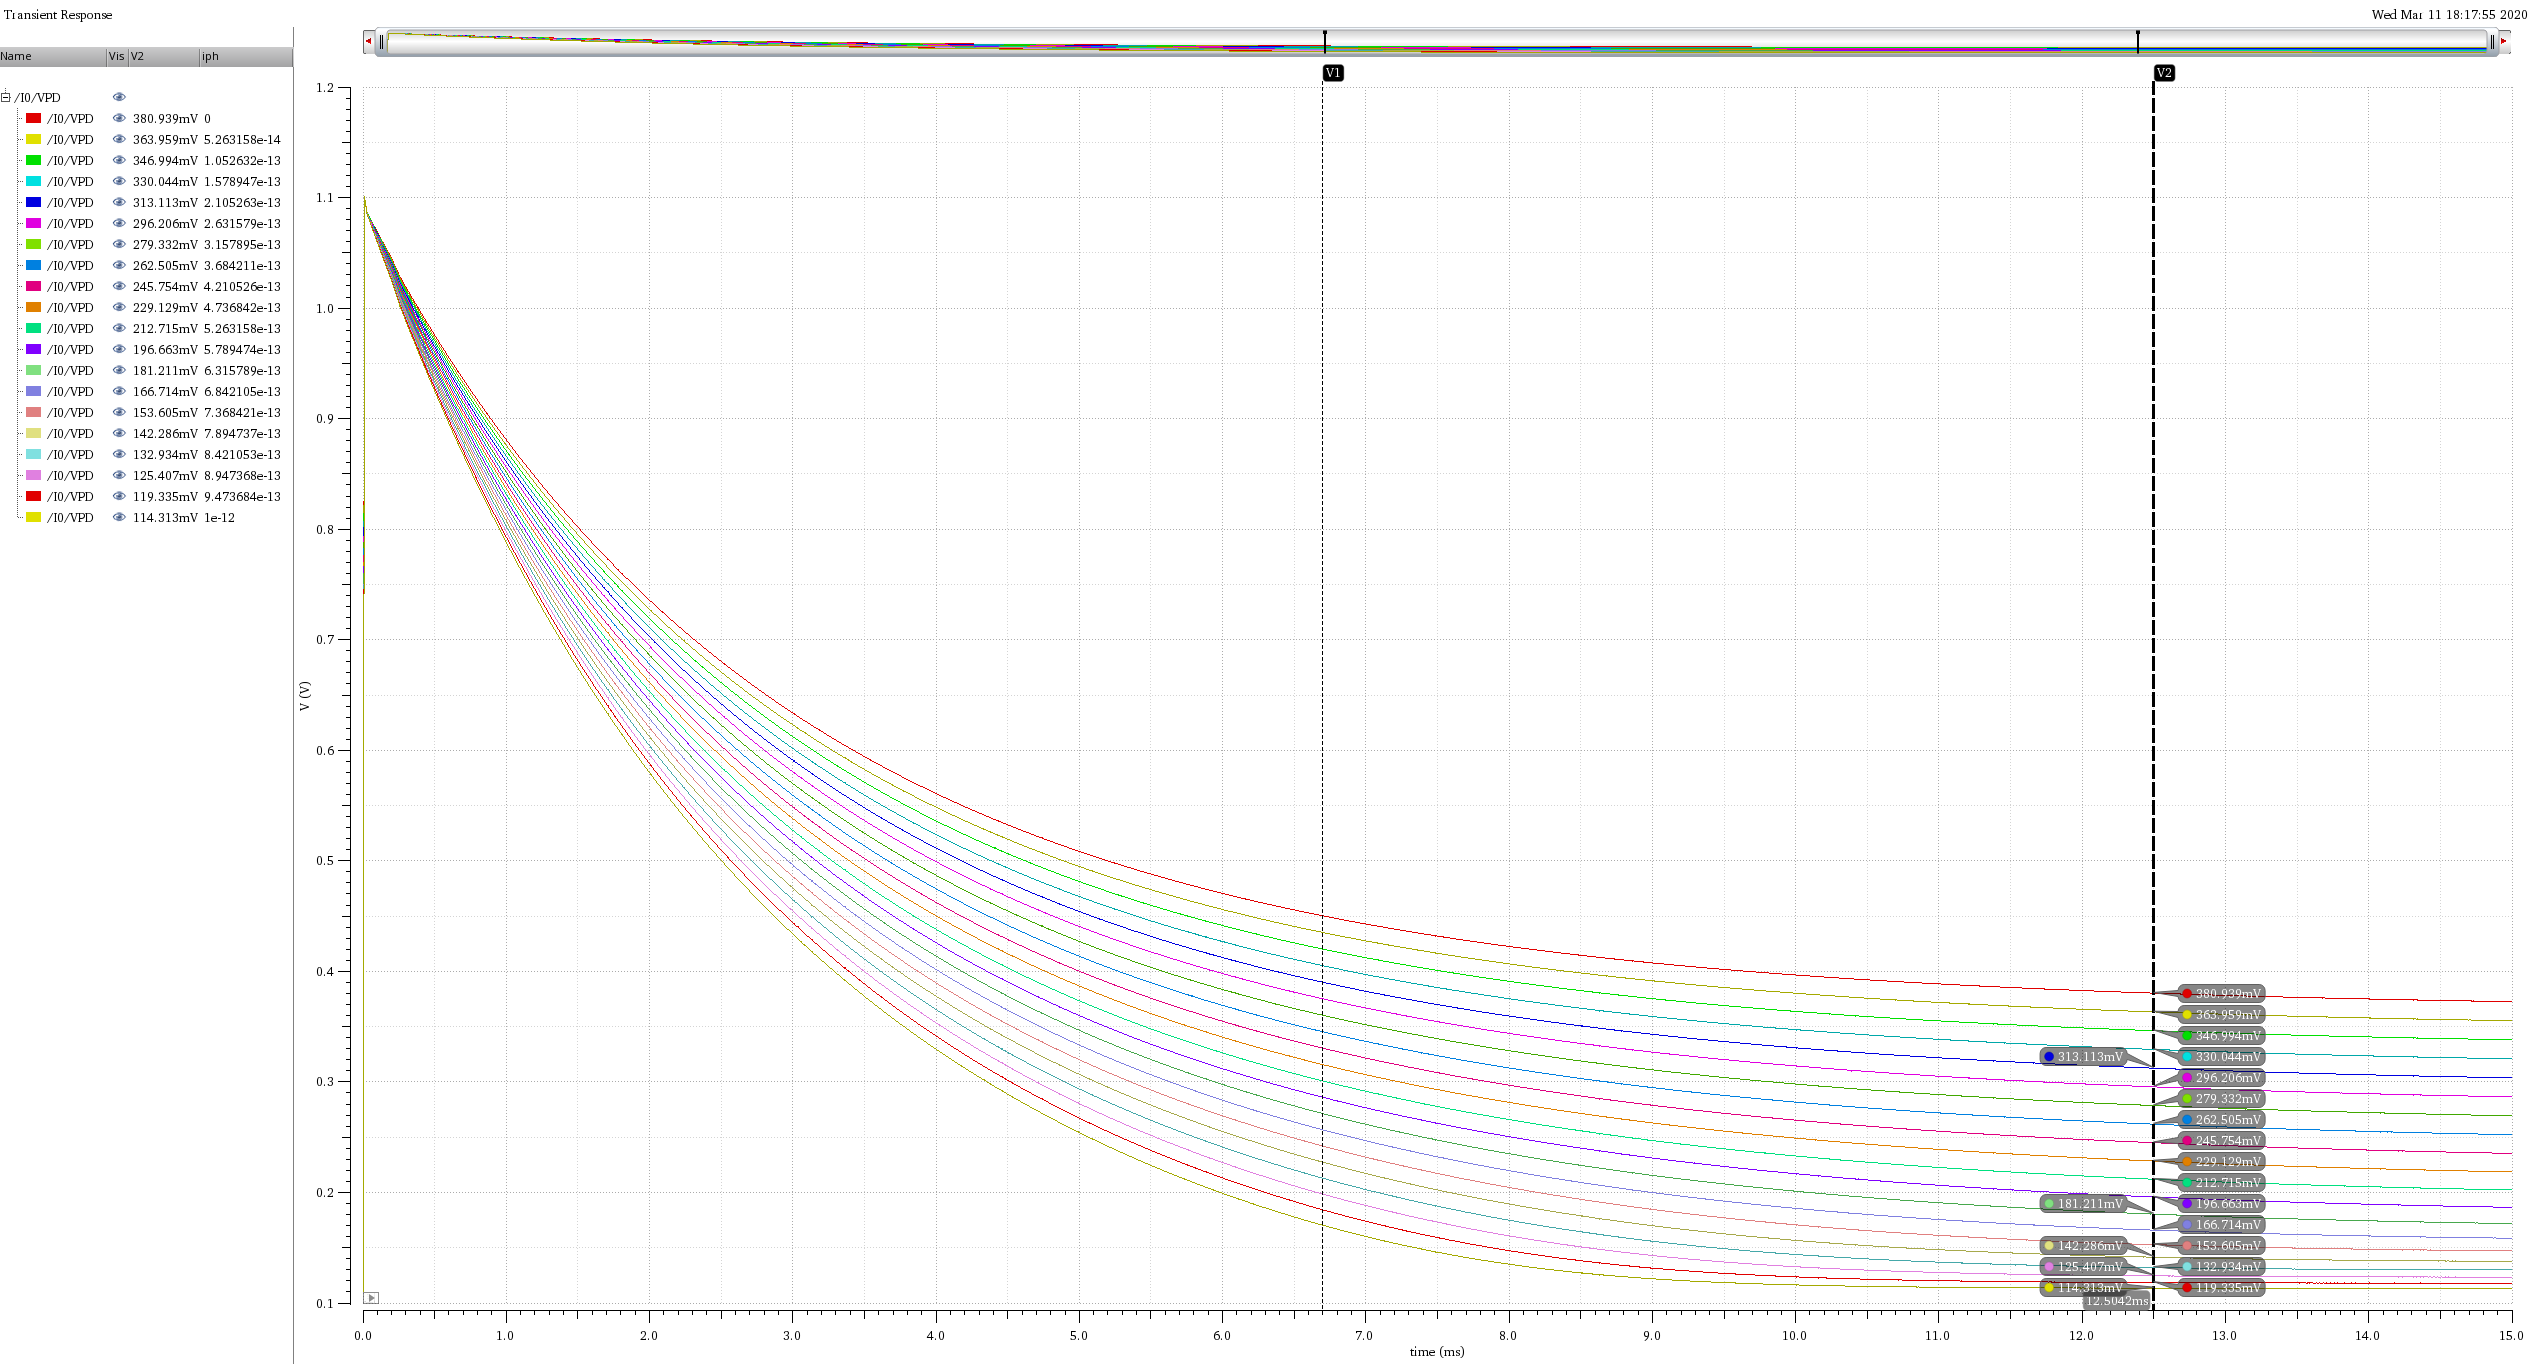 Transient Response
Wed Mar 11 18:17:55 2020
Name Vis V2 iph
/I0/VPD
/I0/VPD 380.939mV 0
/I0/VPD 363.959mV 5.263158e-14
/I0/VPD 346.994mV 1.052632e-13
/I0/VPD 330.044mV 1.578947e-13
/I0/VPD 313.113mV 2.105263e-13
/I0/VPD 296.206mV 2.631579e-13
/I0/VPD 279.332mV 3.157895e-13
/I0/VPD 262.505mV 3.684211e-13
/I0/VPD 245.754mV 4.210526e-13
/I0/VPD 229.129mV 4.736842e-13
/I0/VPD 212.715mV 5.263158e-13
/I0/VPD 196.663mV 5.789474e-13
/I0/VPD 181.211mV 6.315789e-13
/I0/VPD 166.714mV 6.842105e-13
/I0/VPD 153.605mV 7.368421e-13
/I0/VPD 142.286mV 7.894737e-13
/I0/VPD 132.934mV 8.421053e-13
/I0/VPD 125.407mV 8.947368e-13
/I0/VPD 119.335mV 9.473684e-13
/I0/VPD 114.313mV 1e-12
V1
V2
1.2
1.1
1.0
0.9
0.8
0.7
0.6
0.5
0.4
0.3
0.2
0.1
V (V)
380.939mV
363.959mV
346.994mV
313.113mV 330.044mV
296.206mV
279.332mV
262.505mV
245.754mV
229.129mV
212.715mV
181.211mV 196.663mV
166.714mV
142.286mV 153.605mV
125.407mV 132.934mV
114.313mV 119.335mV
12.5042ms
0.0 1.0 2.0 3.0 4.0 5.0 6.0 7.0 8.0 9.0 10.0 11.0 12.0 13.0 14.0 15.0
time (ms)